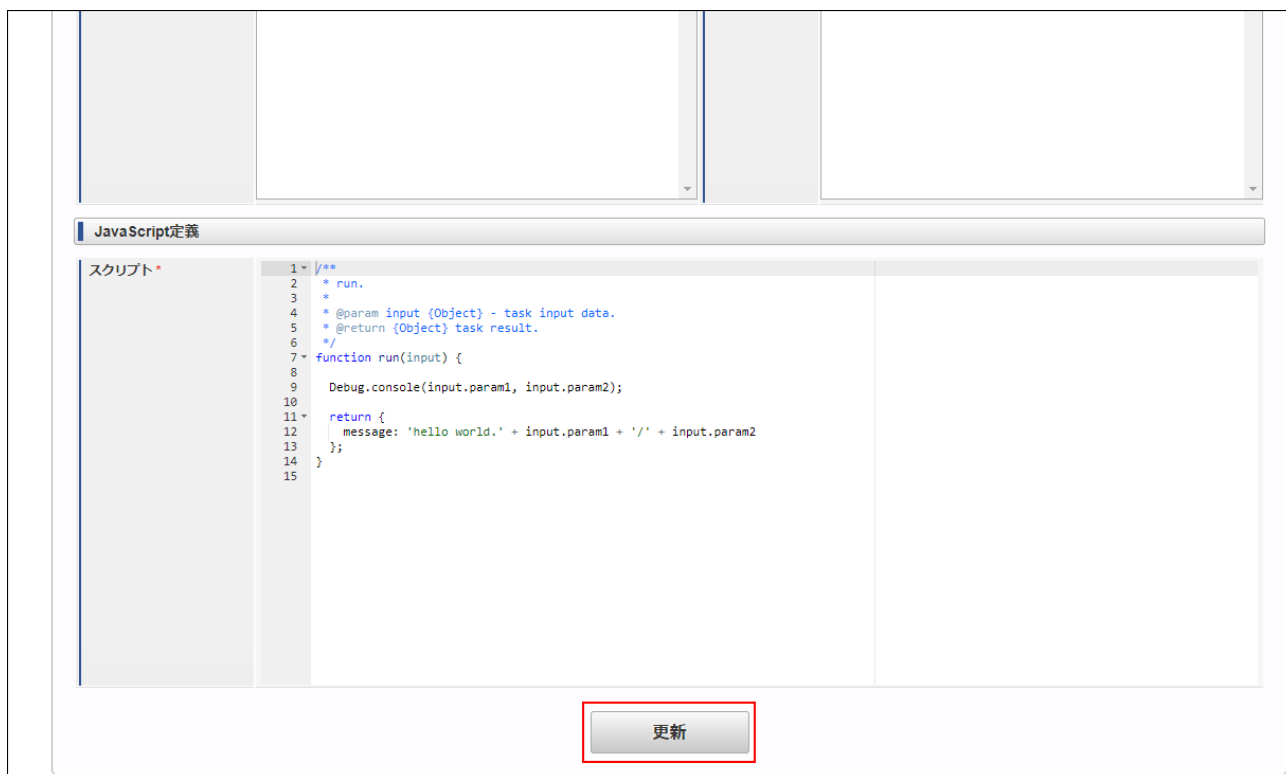 JavaScript定義
スクリプト*
1 /**
2  * run.
3  *
4  * @param input {Object} - task input data.
5  * @return {Object} task result.
6  */
7 function run(input) {
8
9   Debug.console(input.param1, input.param2);
10
11   return {
12     message: 'hello world.' + input.param1 + '/' + input.param2
13   };
14 }
15
更新